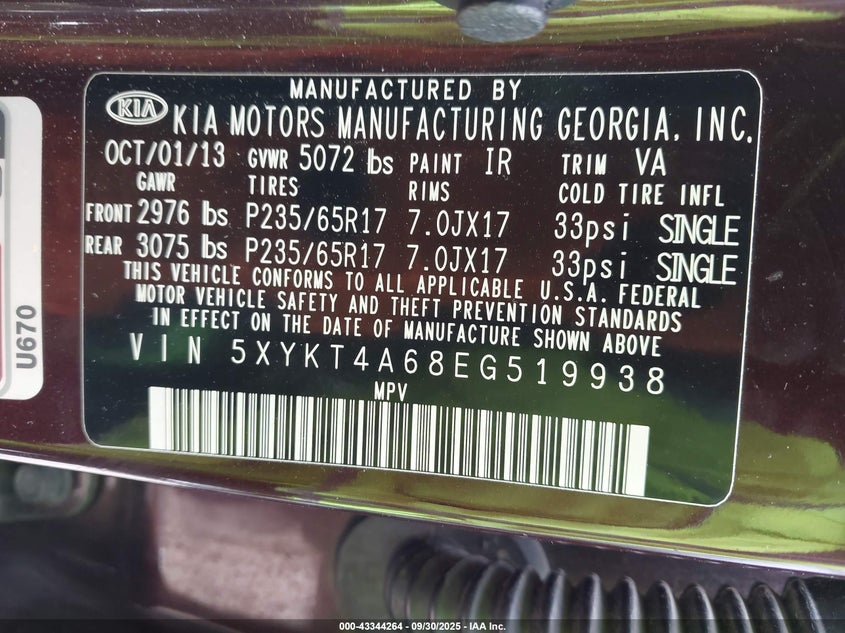 MANUFACTURED BY
KIA KIA MOTORS MANUFACTURING GEORGIA, INC.
OCT/01/13 GVWR 5072 lbs PAINT IR TRIM VA
GAWR TIRES RIMS COLD TIRE INFL
FRONT 2976 lbs P235/65R17 7.0JX17 33psi SINGLE
REAR 3075 lbs P235/65R17 7.0JX17 33psi SINGLE
THIS VEHICLE CONFORMS TO ALL APPLICABLE U.S.A. FEDERAL
MOTOR VEHICLE SAFETY AND THEFT PREVENTION STANDARDS
IN EFFECT ON THE DATE OF MANUFACTURE SHOWN ABOVE
VIN 5XYKT4A68EG519938
MPV
U670
000-43344264 - 09/30/2025 - IAA Inc.